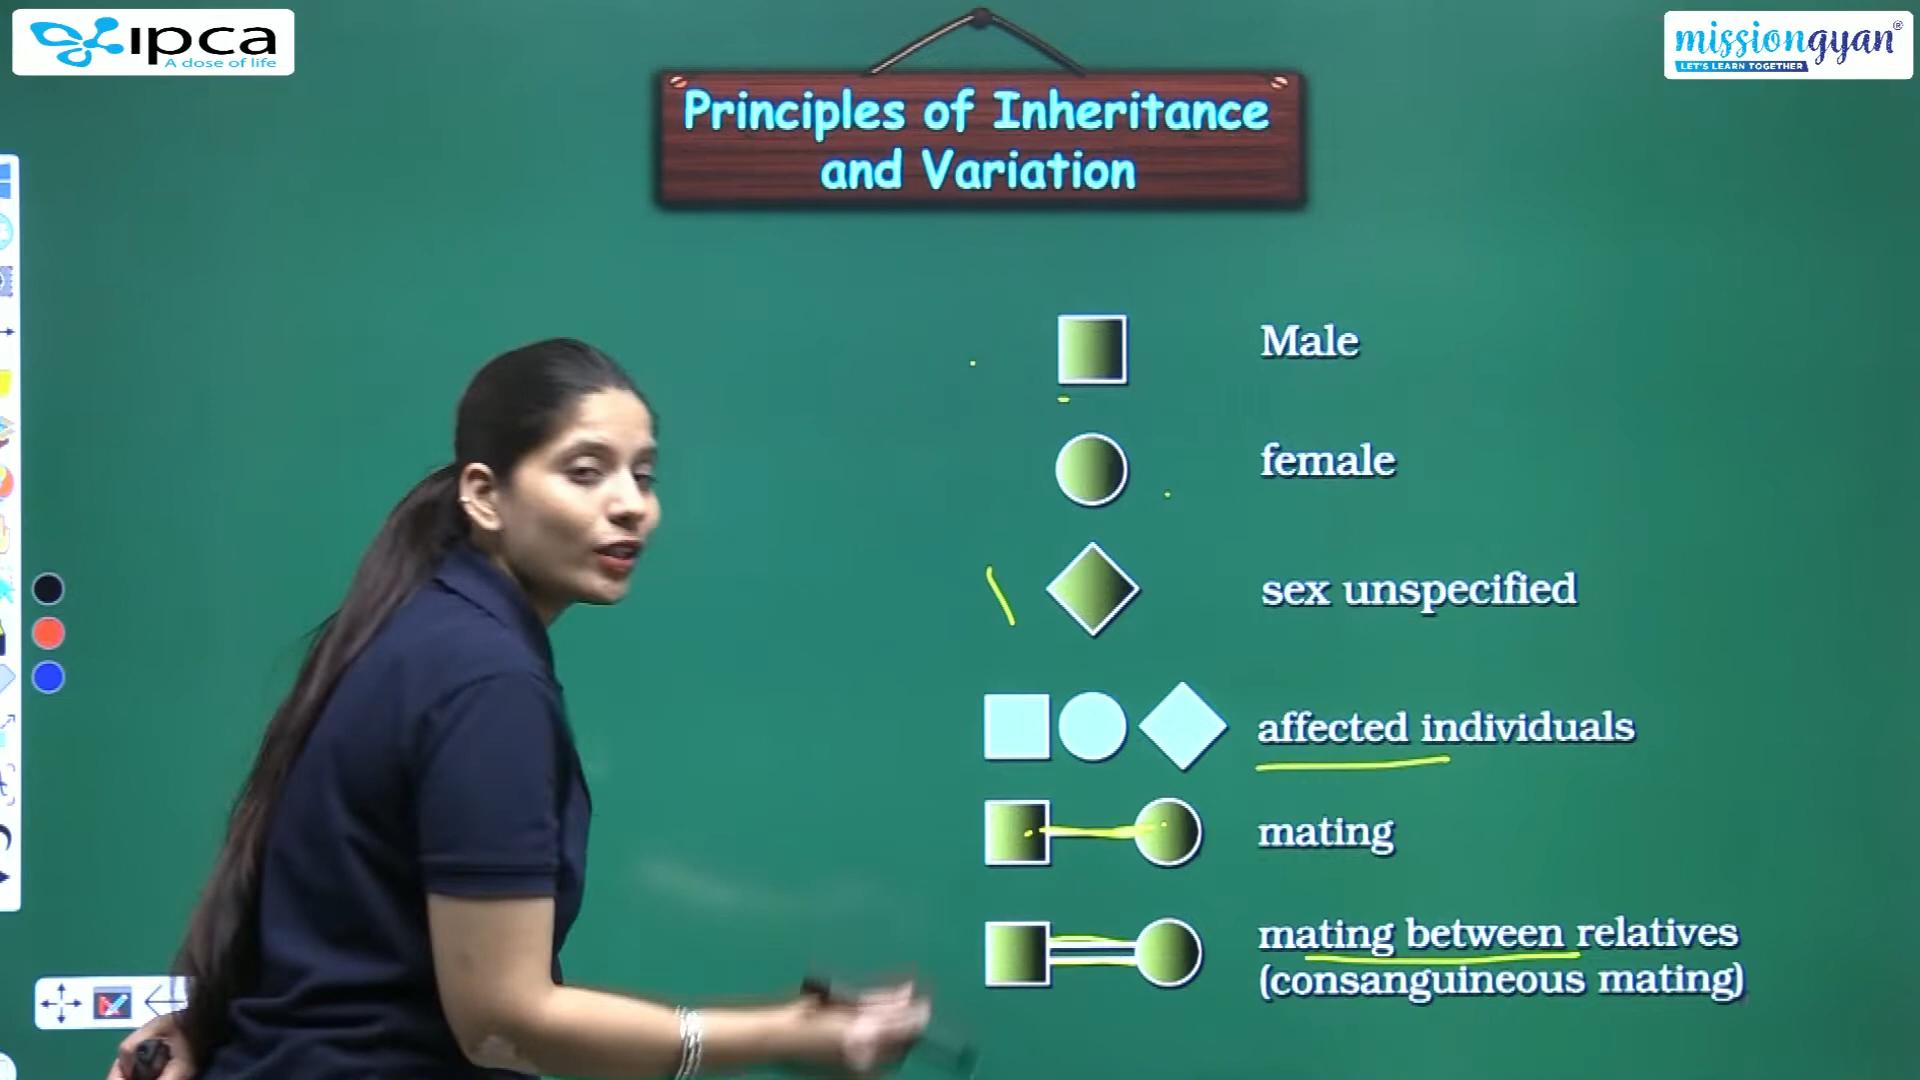 ipca
A dose of life
missiongyan®
LET'S LEARN TOGETHER
Principles of Inheritance
and Variation
Male
female
sex unspecified
affected individuals
mating
mating between relatives
(consanguineous mating)